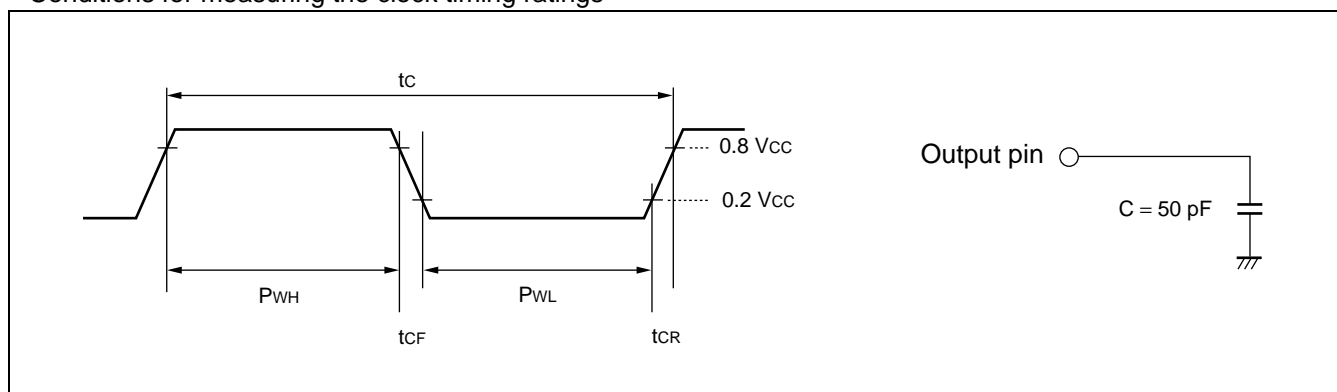 Conditions for measuring the clock timing ratings
tC
0.8 VCC
0.2 VCC
PWH
PWL
tCF
tCR
Output pin
C = 50 pF